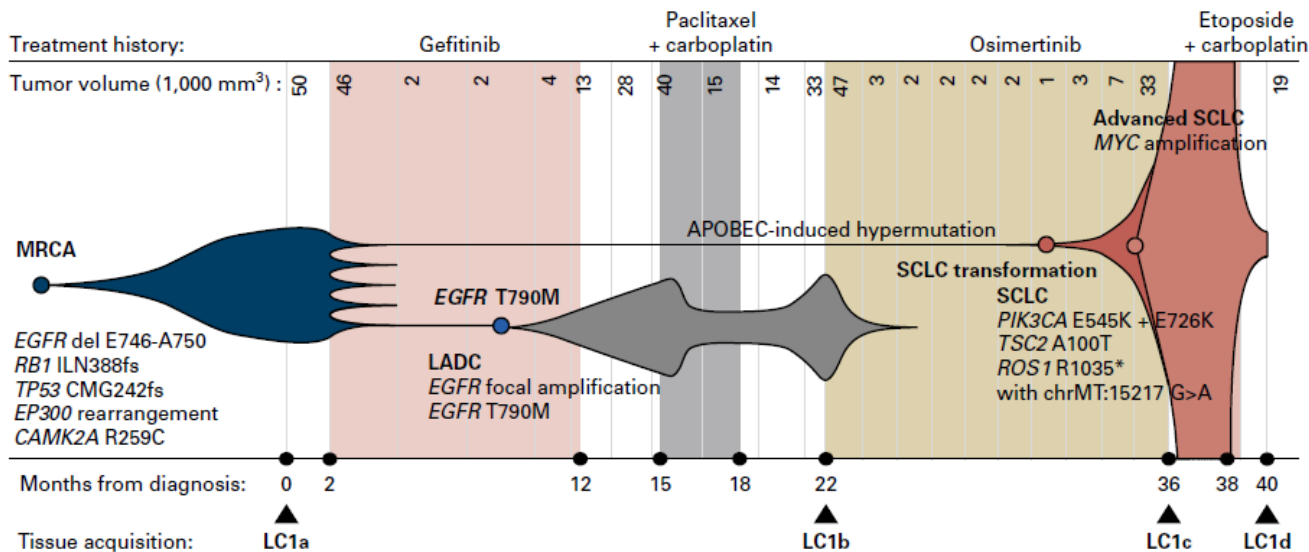 Treatment history: Gefitinib Paclitaxel + carboplatin Osimertinib Etoposide + carboplatin
Tumor volume (1,000 mm³) : 50 46 2 2 4 13 28 40 15 14 33 47 3 2 2 2 2 1 3 7 33 19
Advanced SCLC
MYC amplification
APOBEC-induced hypermutation
MRCA
SCLC transformation
EGFR T790M
SCLC
PIK3CA E545K + E726K
TSC2 A100T
ROS1 R1035*
with chrMT:15217 G>A
EGFR del E746-A750
RB1 ILN388fs
TP53 CMG242fs
EP300 rearrangement
CAMK2A R259C
LADC
EGFR focal amplification
EGFR T790M
Months from diagnosis: 0 2 12 15 18 22 36 38 40
Tissue acquisition: LC1a LC1b LC1c LC1d